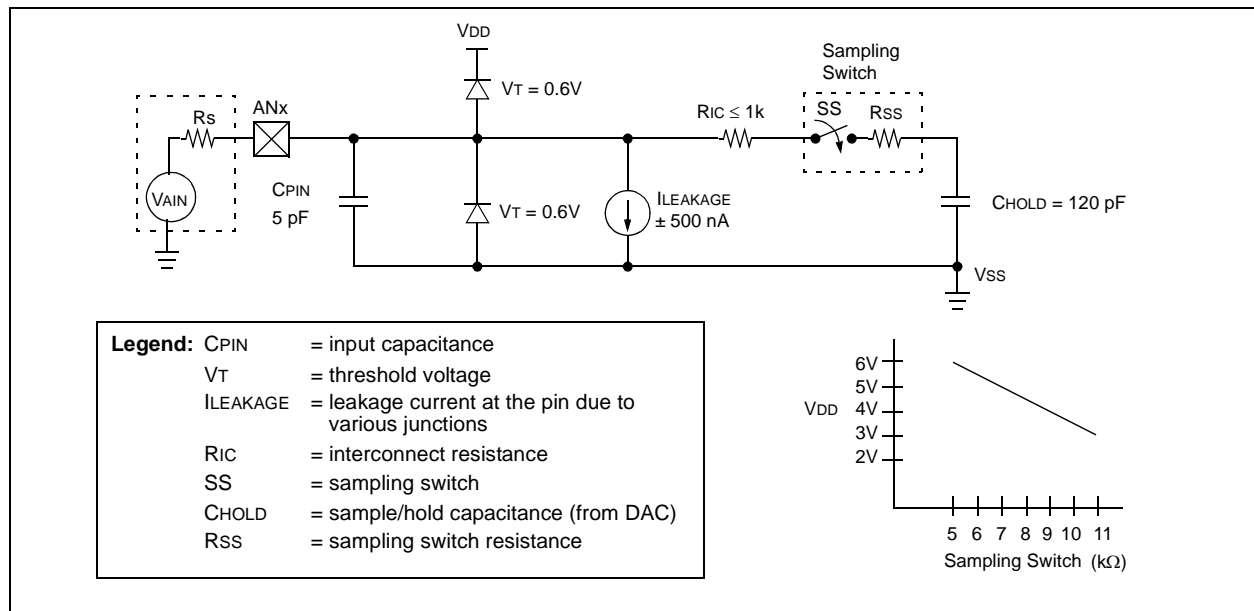 VDD
Sampling
Switch
VT = 0.6V
ANx
RIC ≤ 1k
SS
RSS
Rs
VAIN
CPIN
5 pF
VT = 0.6V
ILEAKAGE
± 500 nA
CHOLD = 120 pF
VSS
Legend: CPIN = input capacitance
VT = threshold voltage
ILEAKAGE = leakage current at the pin due to
various junctions
RIC = interconnect resistance
SS = sampling switch
CHOLD = sample/hold capacitance (from DAC)
RSS = sampling switch resistance
6V
5V
VDD 4V
3V
2V
5 6 7 8 9 10 11
Sampling Switch (kΩ)